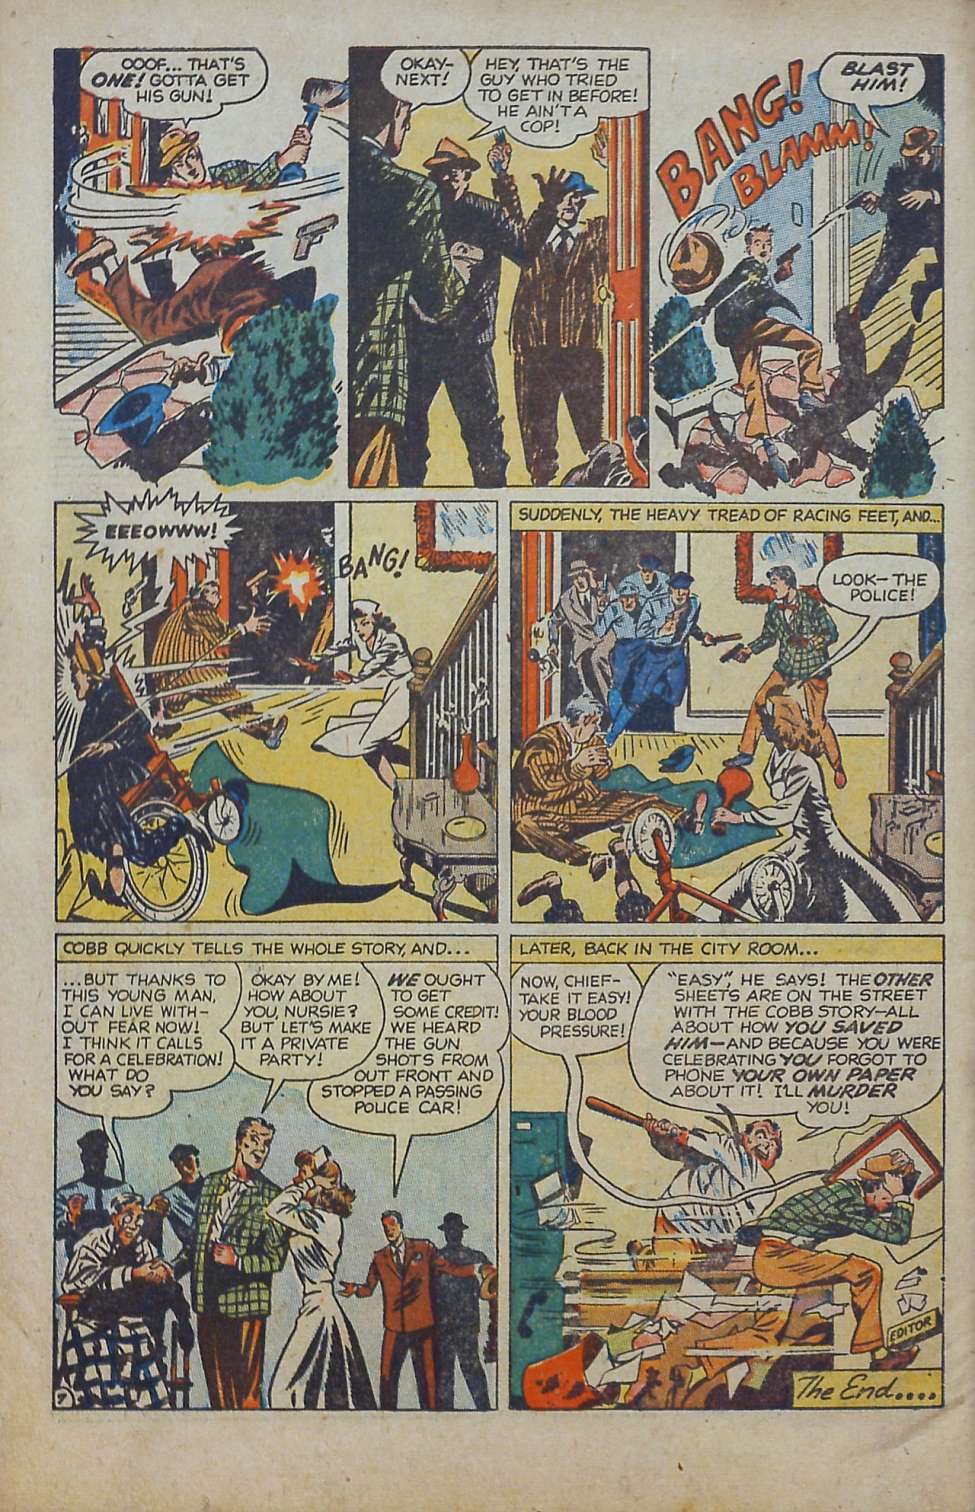 OOOF... THAT'S
ONE! GOTTA GET
HIS GUN!
OKAY-
NEXT!
HEY, THAT'S THE
GUY WHO TRIED
TO GET IN BEFORE!
HE AIN'T A
COP!
BANG!
BLAMM!
BLAST
HIM!
EEEOWWW!
BANG!
SUDDENLY, THE HEAVY TREAD OF RACING FEET, AND...
LOOK-THE
POLICE!
COBB QUICKLY TELLS THE WHOLE STORY, AND...
...BUT THANKS TO
THIS YOUNG MAN,
I CAN LIVE WITH-
OUT FEAR NOW!
I THINK IT CALLS
FOR A CELEBRATION!
WHAT DO
YOU SAY?
OKAY BY ME!
HOW ABOUT
YOU, NURSIE?
BUT LET'S MAKE
IT A PRIVATE
PARTY!
WE OUGHT
TO GET
SOME CREDIT!
WE HEARD
THE GUN
SHOTS FROM
OUT FRONT AND
STOPPED A PASSING
POLICE CAR!
7
LATER, BACK IN THE CITY ROOM...
NOW, CHIEF-
TAKE IT EASY!
YOUR BLOOD
PRESSURE!
"EASY", HE SAYS! THE OTHER
SHEETS ARE ON THE STREET
WITH THE COBB STORY-ALL
ABOUT HOW YOU SAVED
HIM-AND BECAUSE YOU WERE
CELEBRATING YOU FORGOT TO
PHONE YOUR OWN PAPER
ABOUT IT! I'LL MURDER
YOU!
EDITOR
The End....